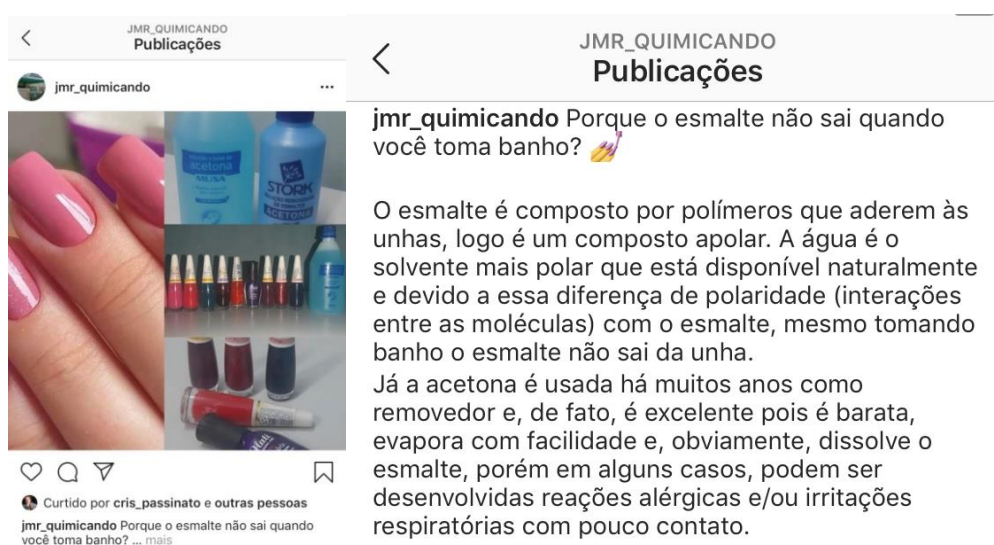 JMR_QUIMICANDO
Publicações
jmr_quimicando
acetona
MUSA
STORK
ACETONA
Curtido por cris_passinato e outras pessoas
jmr_quimicando Porque o esmalte não sai quando
você toma banho? ... mais
JMR_QUIMICANDO
Publicações
jmr_quimicando Porque o esmalte não sai quando
você toma banho? 💅
O esmalte é composto por polímeros que aderem às
unhas, logo é um composto apolar. A água é o
solvente mais polar que está disponível naturalmente
e devido a essa diferença de polaridade (interações
entre as moléculas) com o esmalte, mesmo tomando
banho o esmalte não sai da unha.
Já a acetona é usada há muitos anos como
removedor e, de fato, é excelente pois é barata,
evapora com facilidade e, obviamente, dissolve o
esmalte, porém em alguns casos, podem ser
desenvolvidas reações alérgicas e/ou irritações
respiratórias com pouco contato.